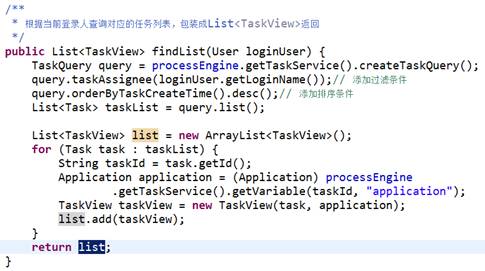 /**
 * 根据当前登录人查询对应的任务列表，包装成List<TaskView>返回
 */
public List<TaskView> findList(User loginUser) {
    TaskQuery query = processEngine.getTaskService().createTaskQuery();
    query.taskAssignee(loginUser.getLoginName());// 添加过滤条件
    query.orderByTaskCreateTime().desc();// 添加排序条件
    List<Task> taskList = query.list();

    List<TaskView> list = new ArrayList<TaskView>();
    for (Task task : taskList) {
        String taskId = task.getId();
        Application application = (Application) processEngine
                .getTaskService().getVariable(taskId, "application");
        TaskView taskView = new TaskView(task, application);
        list.add(taskView);
    }
    return list;
}